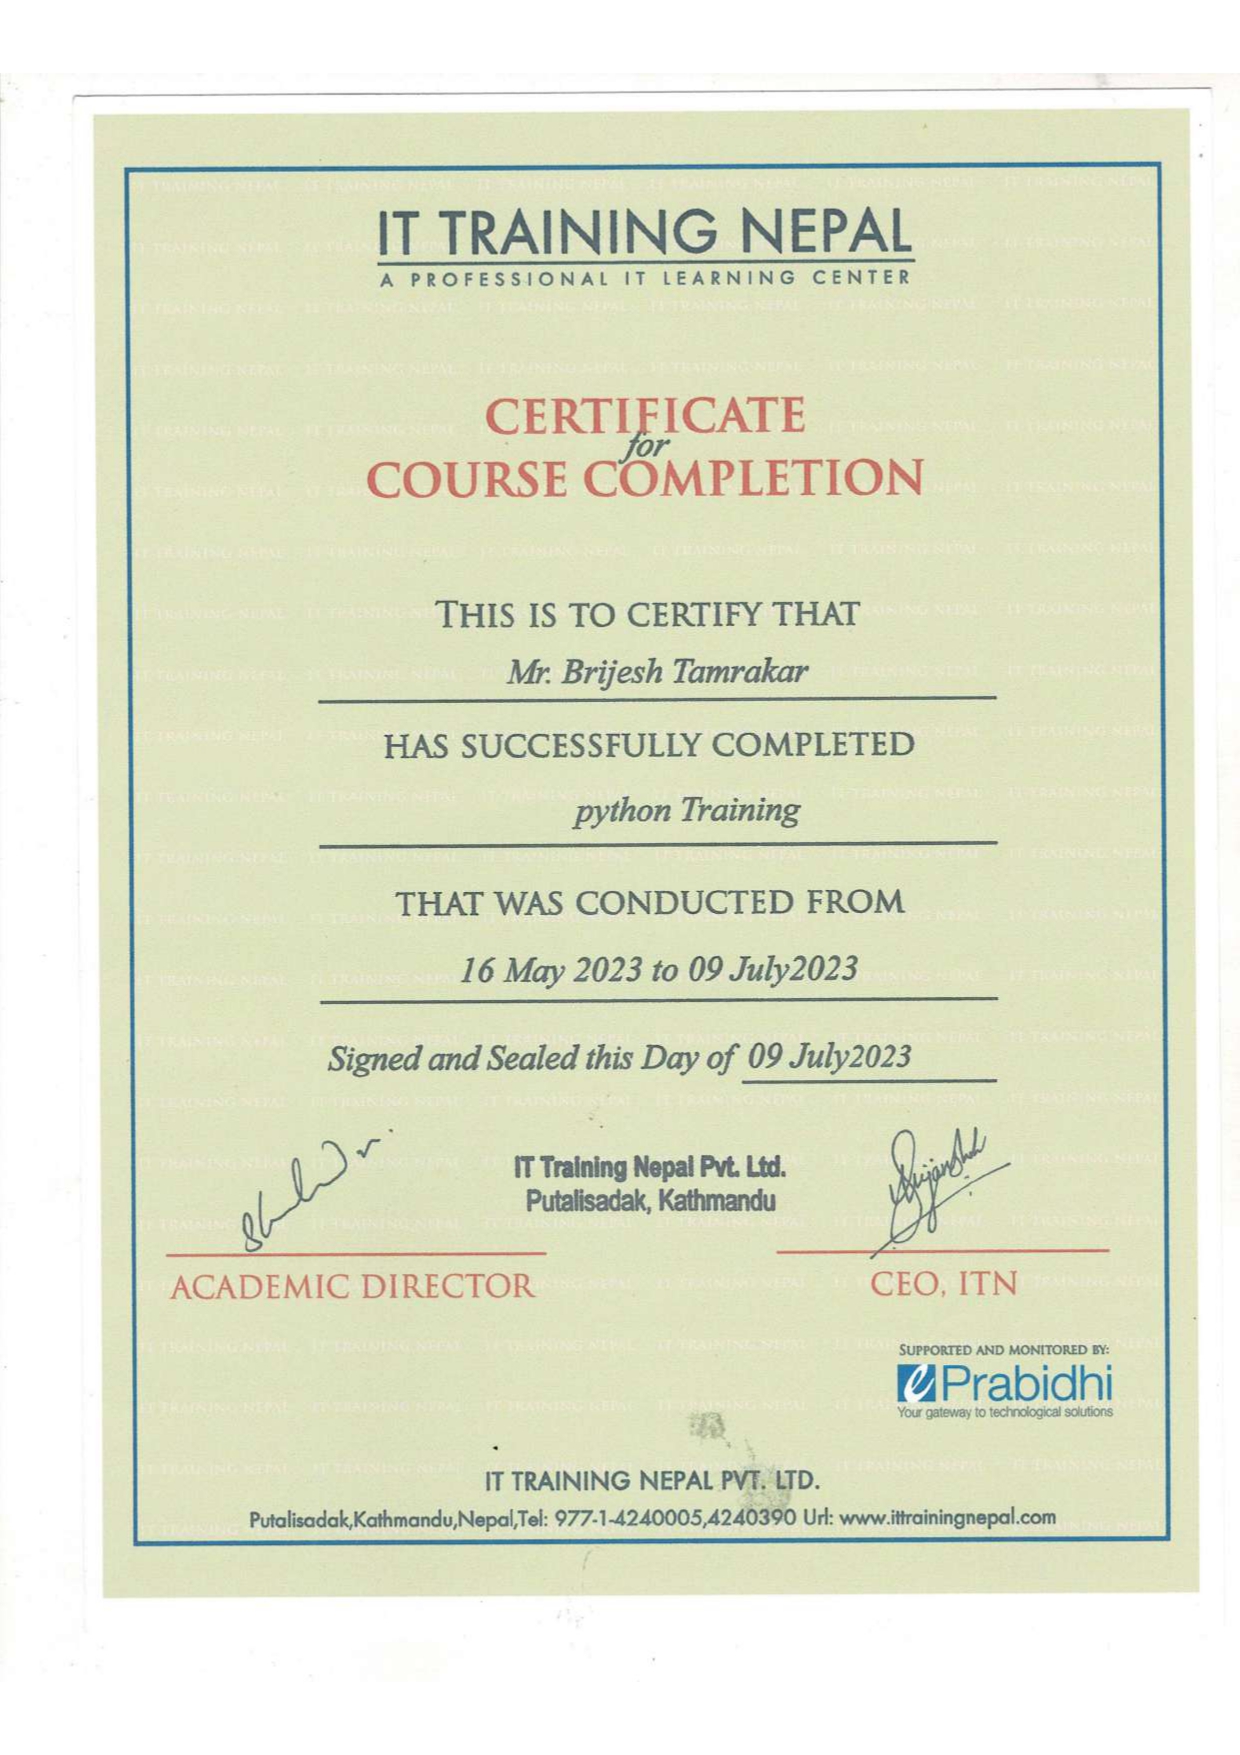 IT TRAINING NEPAL
A PROFESSIONAL IT LEARNING CENTER
CERTIFICATE
for
COURSE COMPLETION
THIS IS TO CERTIFY THAT
Mr. Brijesh Tamrakar
HAS SUCCESSFULLY COMPLETED
python Training
THAT WAS CONDUCTED FROM
16 May 2023 to 09 July2023
Signed and Sealed this Day of 09 July2023
IT Training Nepal Pvt. Ltd.
Putalisadak, Kathmandu
ACADEMIC DIRECTOR
CEO, ITN
SUPPORTED AND MONITORED BY:
e Prabidhi
Your gateway to technological solutions
IT TRAINING NEPAL PVT. LTD.
Putalisadak,Kathmandu,Nepal,Tel: 977-1-4240005,4240390 Url: www.ittrainingnepal.com